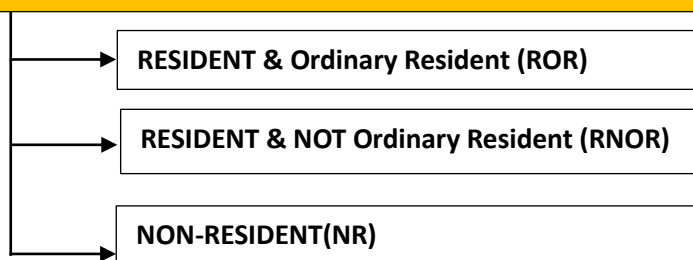 RESIDENT & Ordinary Resident (ROR)
RESIDENT & NOT Ordinary Resident (RNOR)
NON-RESIDENT(NR)